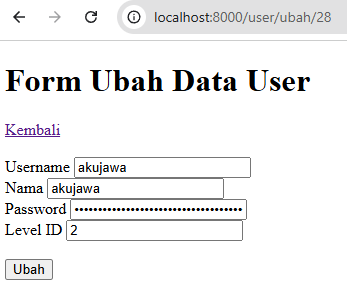 localhost:8000/user/ubah/28
Form Ubah Data User
Kembali
Username akujawa
Nama akujawa
Password ••••••••••••••••••••••••••••••••••••
Level ID 2
Ubah